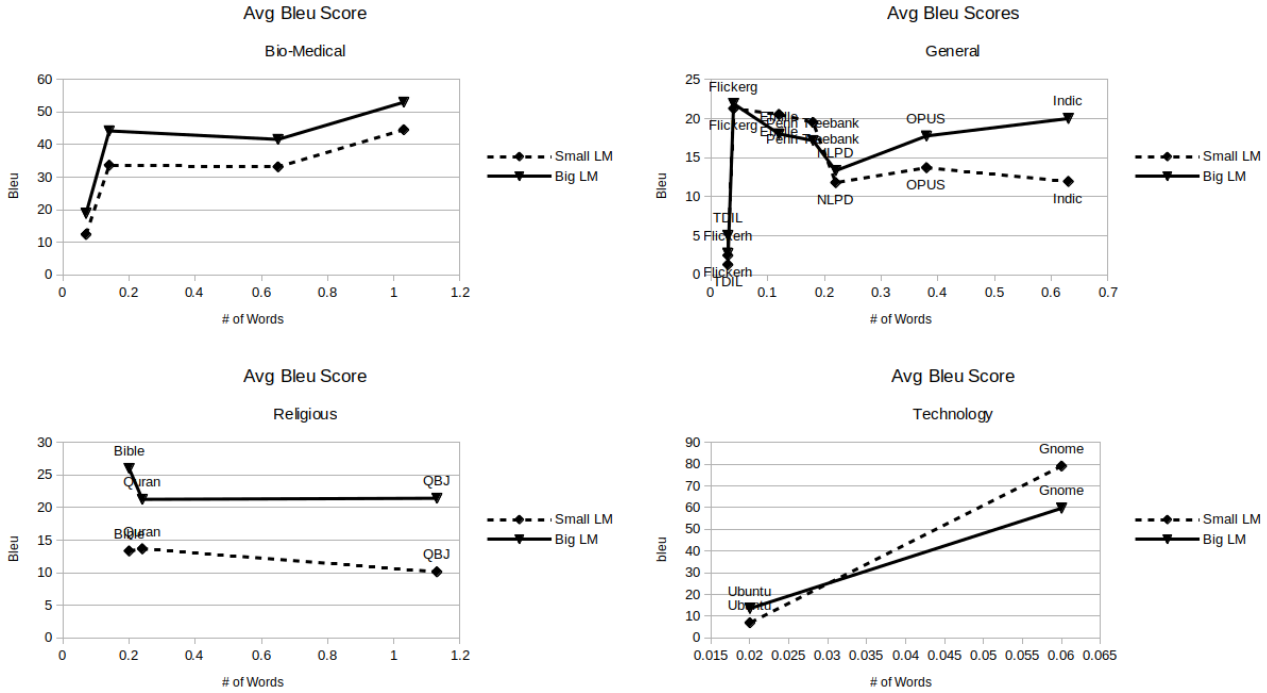 Avg Bleu Score
Bio-Medical
60
50
40
30
20
10
0
Bleu
0 0.2 0.4 0.6 0.8 1 1.2
# of Words
Small LM
Big LM
Avg Bleu Scores
General
25
20
15
10
5
0
Bleu
Flickerg
Flickerg
Emille
Emille
Penn Treebank
Penn Treebank
NLPD
NLPD
OPUS
OPUS
Indic
Indic
TDIL
Flickerh
Flickerh
TDIL
0 0.1 0.2 0.3 0.4 0.5 0.6 0.7
# of Words
Small LM
Big LM
Avg Bleu Score
Religious
30
25
20
15
10
5
0
Bleu
Bible
Quran
QBJ
Bible
Quran
QBJ
0 0.2 0.4 0.6 0.8 1 1.2
# of Words
Small LM
Big LM
Avg Bleu Score
Technology
90
80
70
60
50
40
30
20
10
0
bleu
Gnome
Gnome
Ubuntu
Ubuntu
0.015 0.02 0.025 0.03 0.035 0.04 0.045 0.05 0.055 0.06 0.065
# of Words
Small LM
Big LM